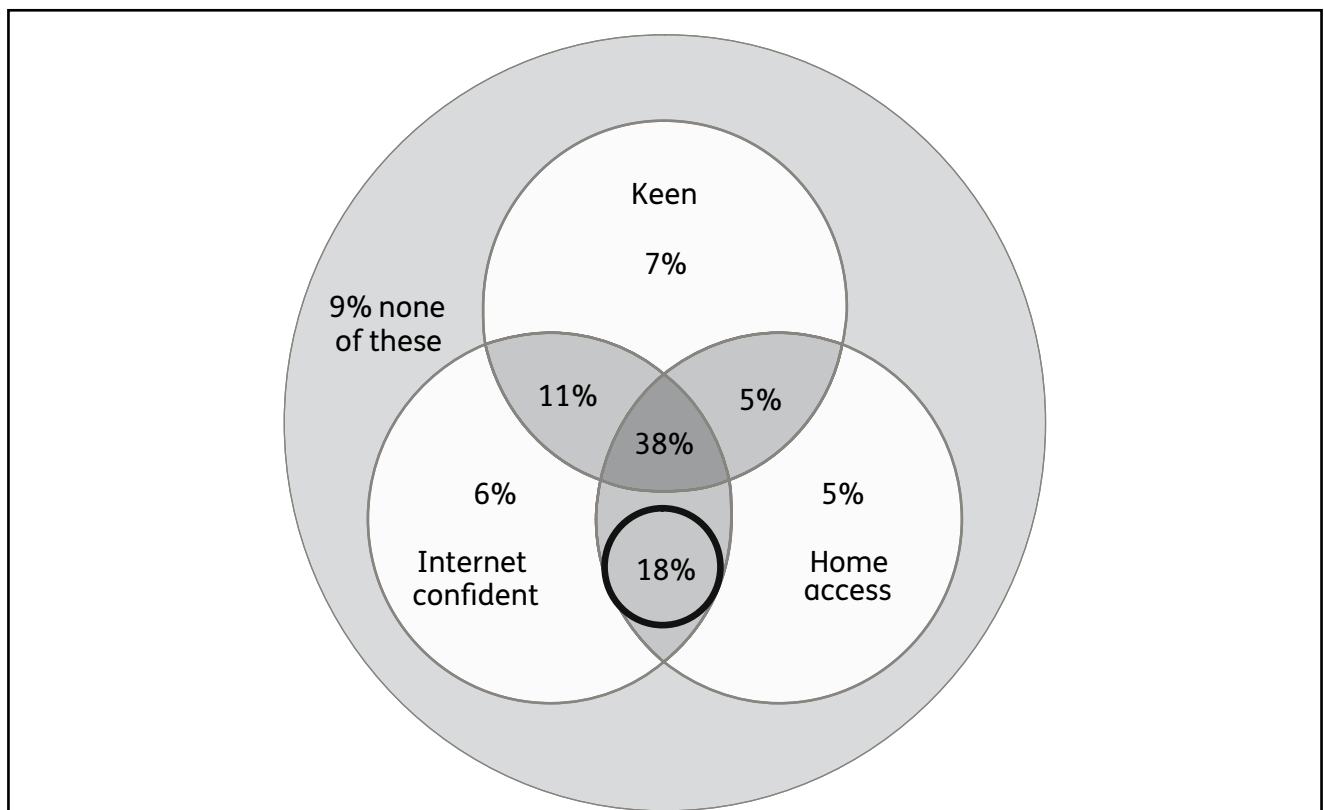 Keen
7%
9% none
of these
11%
5%
38%
6%
5%
Internet
confident
18%
Home
access